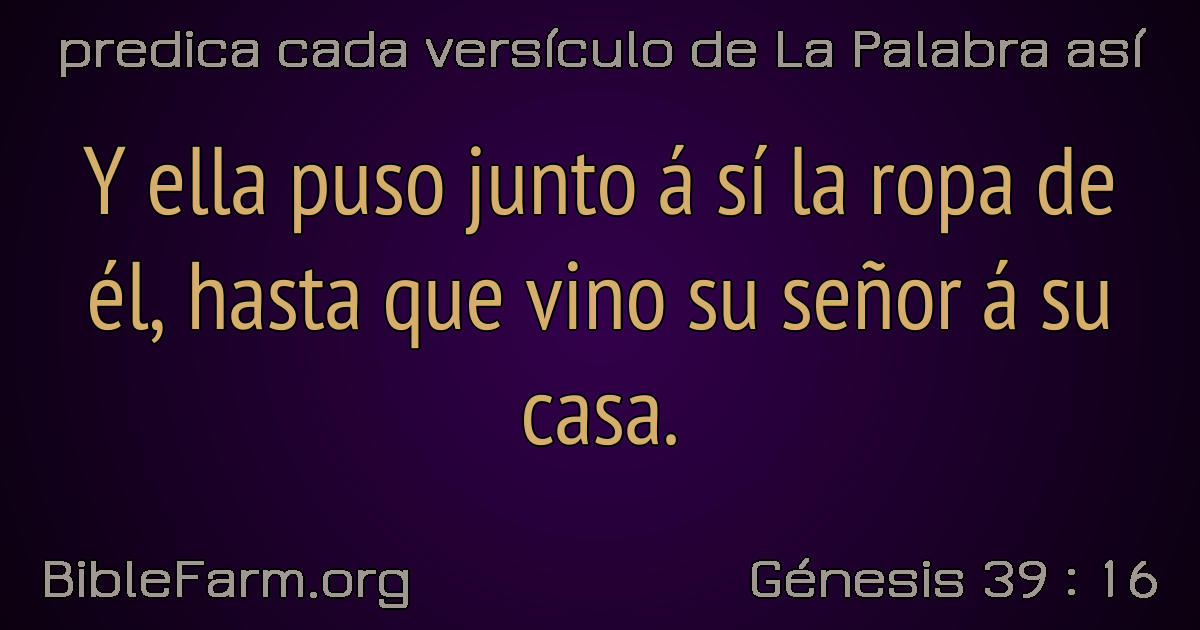 predica cada versículo de La Palabra así
Y ella puso junto á sí la ropa de
él, hasta que vino su señor á su
casa.
BibleFarm.org
Génesis 39 : 16